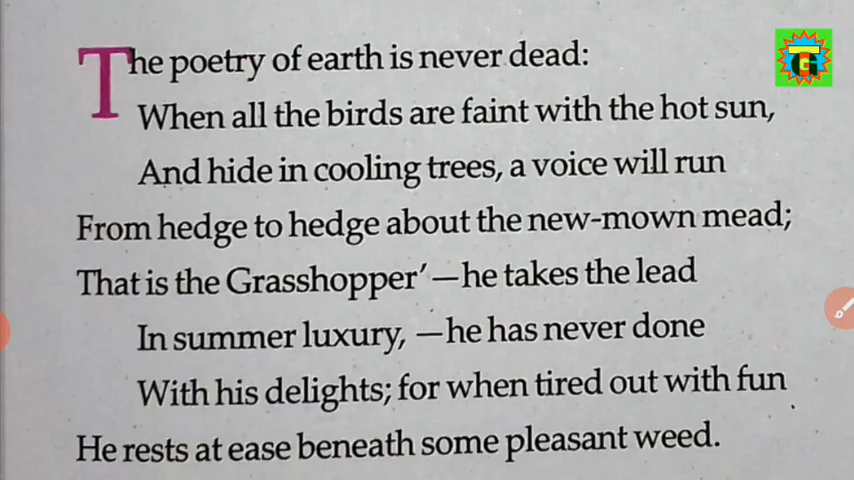 The poetry of earth is never dead:
When all the birds are faint with the hot sun,
And hide in cooling trees, a voice will run
From hedge to hedge about the new-mown mead;
That is the Grasshopper’—he takes the lead
In summer luxury, —he has never done
With his delights; for when tired out with fun
He rests at ease beneath some pleasant weed.